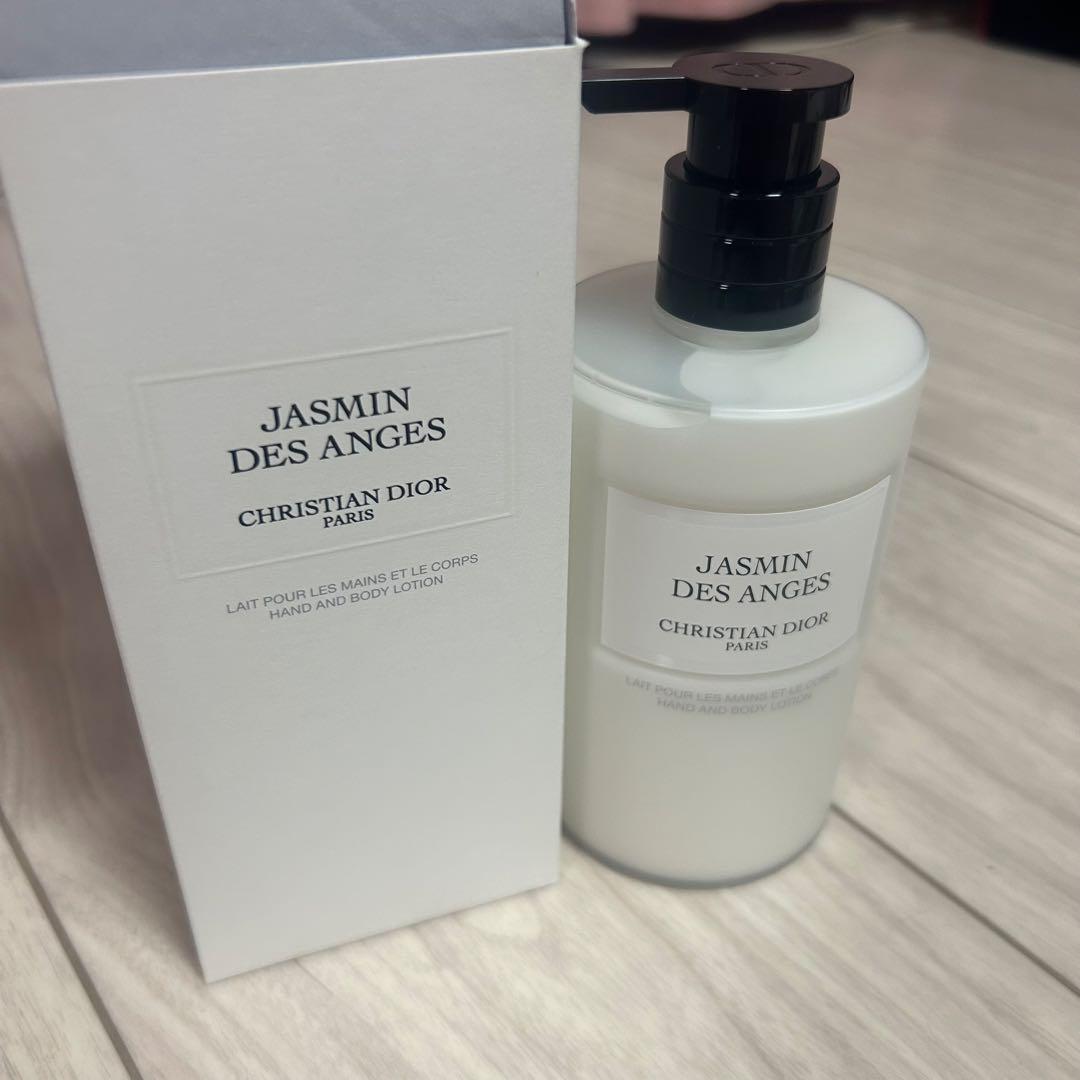 JASMIN
DES ANGES
CHRISTIAN DIOR
PARIS
LAIT POUR LES MAINS ET LE CORPS
HAND AND BODY LOTION
CD
JASMIN
DES ANGES
CHRISTIAN DIOR
PARIS
LAIT POUR LES MAINS ET LE CORPS
HAND AND BODY LOTION